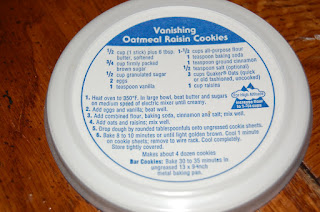 Vanishing
Oatmeal Raisin Cookies
1/2 cup (1 stick) plus 6 tbsp
butter, softened
3/4 cup firmly packed
brown sugar
1/2 cup granulated sugar
2 eggs
1 teaspoon vanilla
1-1/2 cups all-purpose flour
1 teaspoon baking soda
1 teaspoon ground cinnamon
1/2 teaspoon salt (optional)
3 cups Quaker® Oats (quick
or old fashioned, uncooked)
1 cup raisins
1. Heat oven to 350°F. In large bowl, beat butter and sugars
on medium speed of electric mixer until creamy.
2. Add eggs and vanilla; beat well.
3. Add combined flour, baking soda, cinnamon and salt; mix well.
4. Add oats and raisins; mix well.
5. Drop dough by rounded tablespoonfuls onto ungreased cookie sheets.
6. Bake 8 to 10 minutes or until light golden brown. Cool 1 minute
on cookie sheets; remove to wire rack. Cool completely.
Store tightly covered.
Makes about 4 dozen cookies
Bar Cookies: Bake 30 to 35 minutes in
ungreased 13 x 9-inch
metal baking pan.
For High Altitude
Increase flour